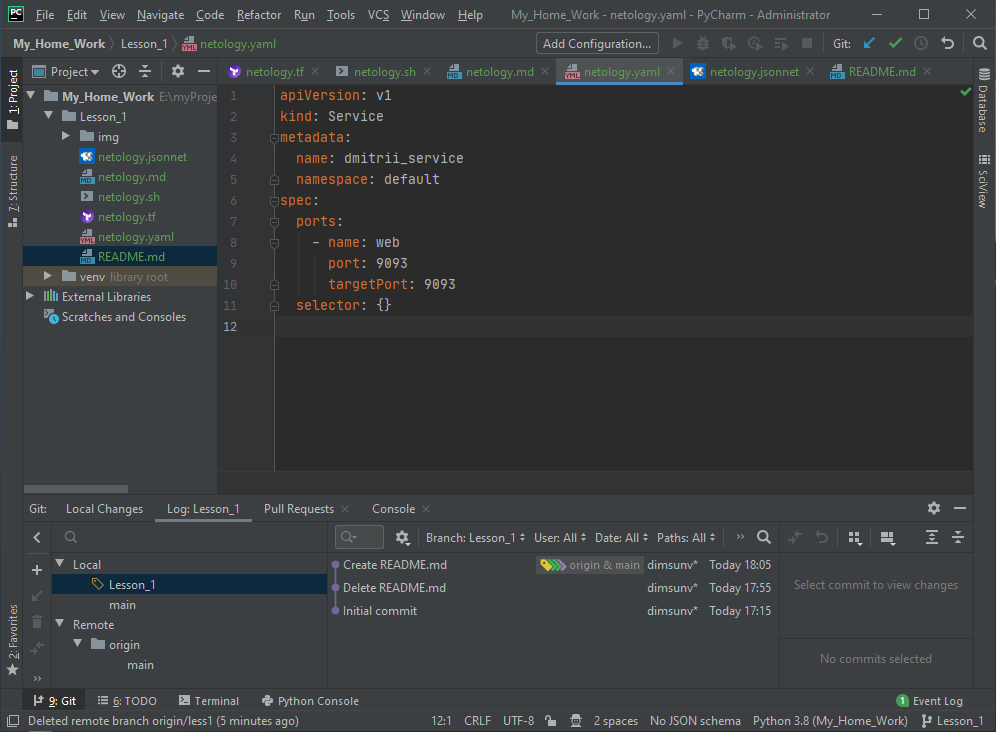 PC File Edit View Navigate Code Refactor Run Tools VCS Window Help My_Home_Work - netology.yaml - PyCharm - Administrator
My_Home_Work Lesson_1 netology.yaml Add Configuration... Git:
1: Project
7: Structure
2: Favorites
Project
My_Home_Work E:\myProje
Lesson_1
img
netology.jsonnet
netology.md
netology.sh
netology.tf
netology.yaml
README.md
venv library root
External Libraries
Scratches and Consoles
netology.tf netology.sh netology.md netology.yaml netology.jsonnet README.md
1 apiVersion: v1
2 kind: Service
3 metadata:
4 name: dmitrii_service
5 namespace: default
6 spec:
7 ports:
8 - name: web
9 port: 9093
10 targetPort: 9093
11 selector: {}
12
Database
SciView
Git: Local Changes Log: Lesson_1 Pull Requests Console
Local
Lesson_1
main
Remote
origin
main
Branch: Lesson_1 User: All Date: All Paths: All
Create README.md origin & main dimsunv* Today 18:05
Delete README.md dimsunv* Today 17:55
Initial commit dimsunv* Today 17:15
Select commit to view changes
No commits selected
9: Git 6: TODO Terminal Python Console 1 Event Log
Deleted remote branch origin/less1 (5 minutes ago) 12:1 CRLF UTF-8 2 spaces No JSON schema Python 3.8 (My_Home_Work) Lesson_1